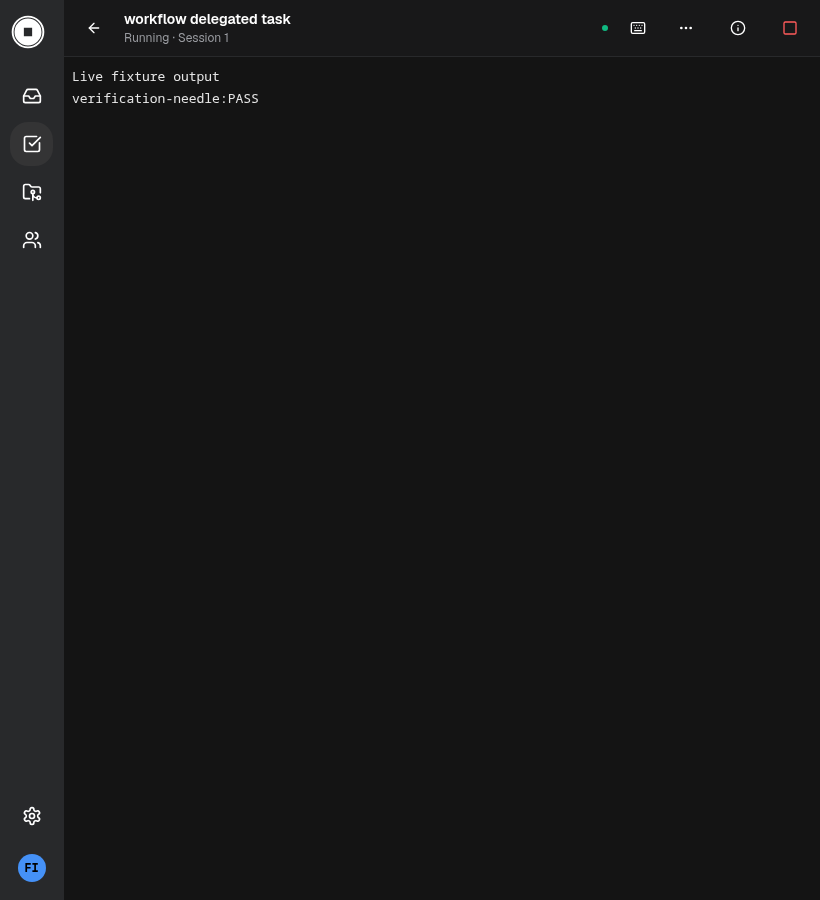 workflow delegated task
Running · Session 1
Live fixture output
verification-needle:PASS
FI